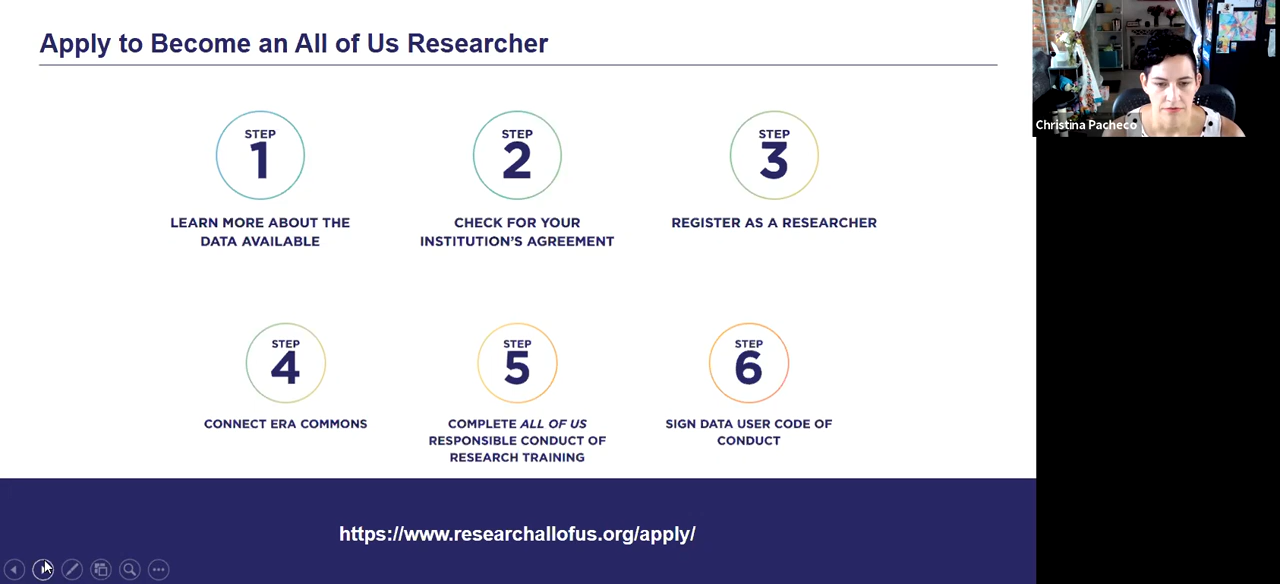 Apply to Become an All of Us Researcher
Christina Pacheco
STEP
1
LEARN MORE ABOUT THE
DATA AVAILABLE
STEP
2
CHECK FOR YOUR
INSTITUTION'S AGREEMENT
STEP
3
REGISTER AS A RESEARCHER
STEP
4
CONNECT ERA COMMONS
STEP
5
COMPLETE ALL OF US
RESPONSIBLE CONDUCT OF
RESEARCH TRAINING
STEP
6
SIGN DATA USER CODE OF
CONDUCT
https://www.researchallofus.org/apply/